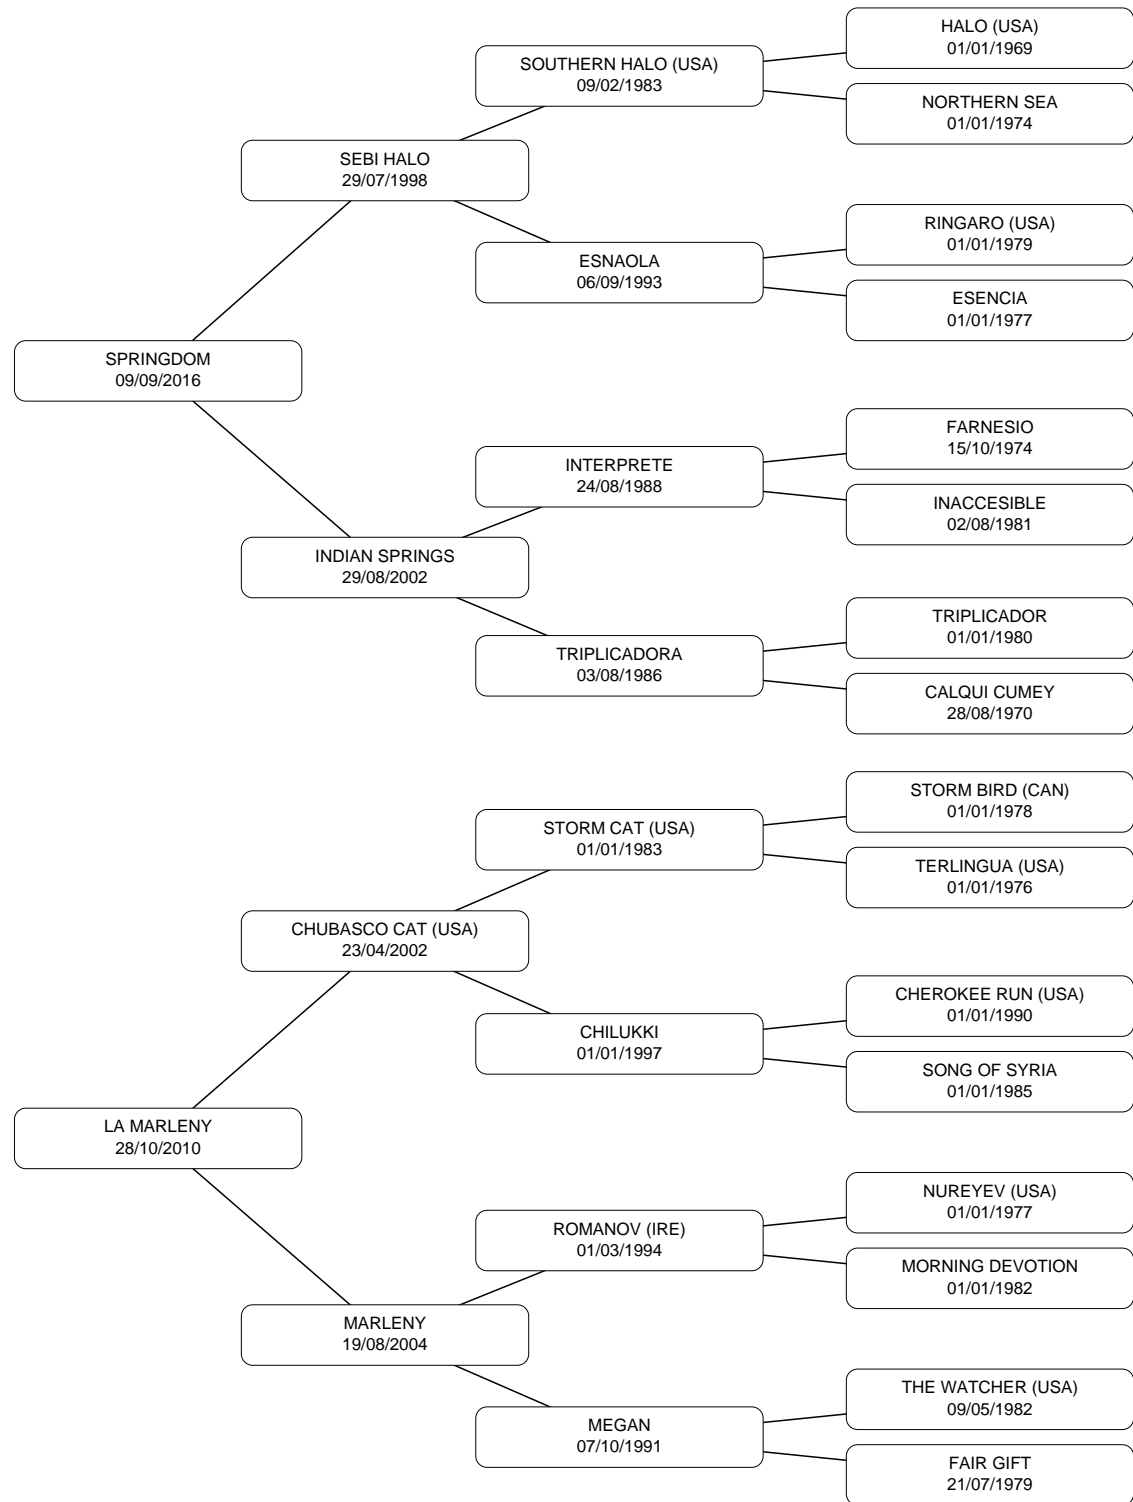 HALO (USA)
01/01/1969
SOUTHERN HALO (USA)
09/02/1983
NORTHERN SEA
01/01/1974
SEBI HALO
29/07/1998
RINGARO (USA)
01/01/1979
ESNAOLA
06/09/1993
ESENCIA
01/01/1977
SPRINGDOM
09/09/2016
FARNESIO
15/10/1974
INTERPRETE
24/08/1988
INACCESIBLE
02/08/1981
INDIAN SPRINGS
29/08/2002
TRIPLICADOR
01/01/1980
TRIPLICADORA
03/08/1986
CALQUI CUMEY
28/08/1970
STORM BIRD (CAN)
01/01/1978
STORM CAT (USA)
01/01/1983
TERLINGUA (USA)
01/01/1976
CHUBASCO CAT (USA)
23/04/2002
CHEROKEE RUN (USA)
01/01/1990
CHILUKKI
01/01/1997
SONG OF SYRIA
01/01/1985
LA MARLENY
28/10/2010
NUREYEV (USA)
01/01/1977
ROMANOV (IRE)
01/03/1994
MORNING DEVOTION
01/01/1982
MARLENY
19/08/2004
THE WATCHER (USA)
09/05/1982
MEGAN
07/10/1991
FAIR GIFT
21/07/1979